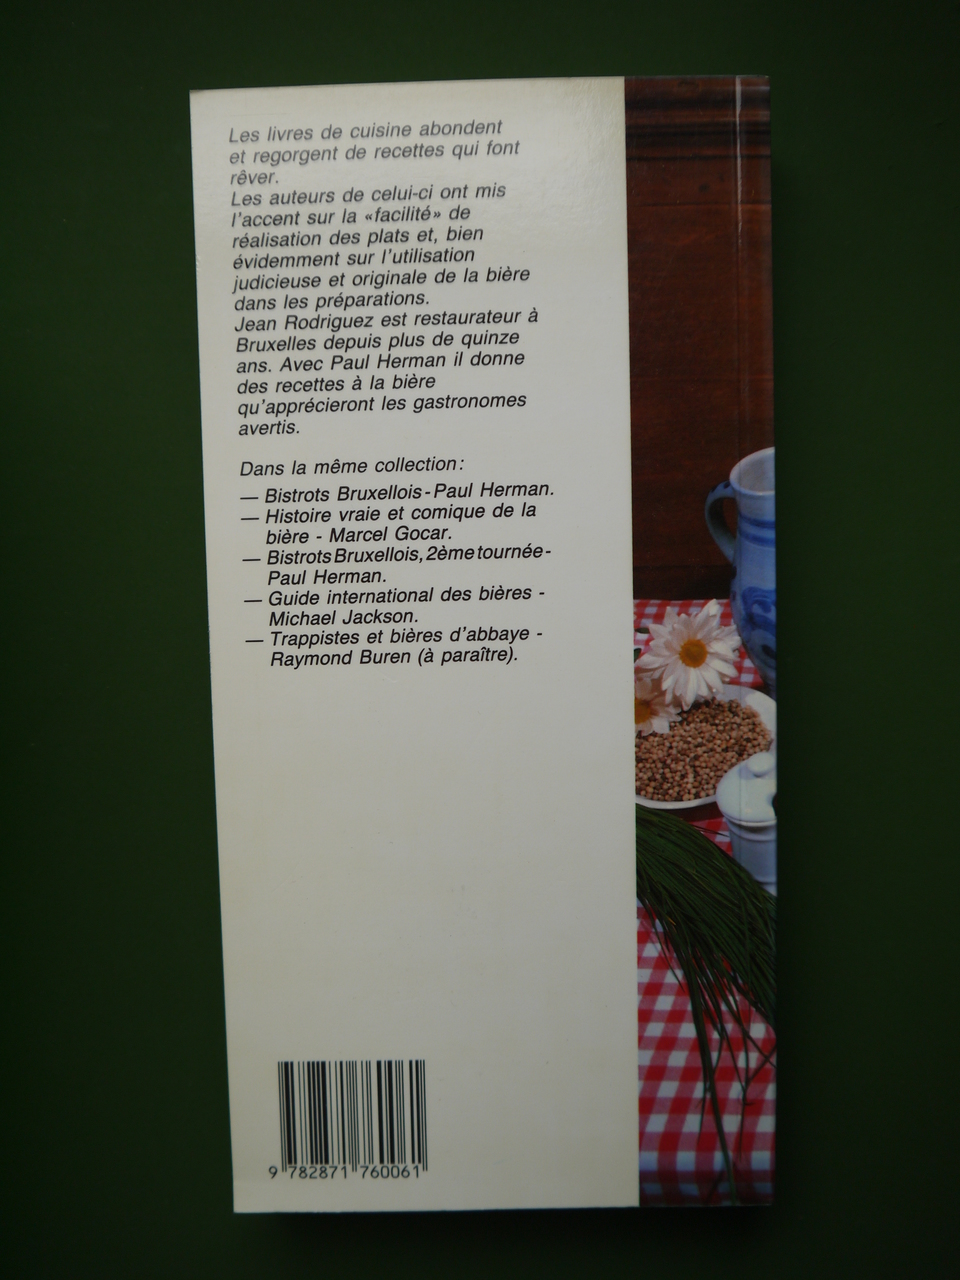 Les livres de cuisine abondent
et regorgent de recettes qui font
rêver.
Les auteurs de celui-ci ont mis
l'accent sur la «facilité» de
réalisation des plats et, bien
évidemment sur l'utilisation
judicieuse et originale de la bière
dans les préparations.
Jean Rodriguez est restaurateur à
Bruxelles depuis plus de quinze
ans. Avec Paul Herman il donne
des recettes à la bière
qu'apprécieront les gastronomes
avertis.
Dans la même collection:
— Bistrots Bruxellois - Paul Herman.
— Histoire vraie et comique de la
bière - Marcel Gocar.
— Bistrots Bruxellois, 2ème tournée -
Paul Herman.
— Guide international des bières -
Michael Jackson.
— Trappistes et bières d'abbaye -
Raymond Buren (à paraître).
9 782871 760061